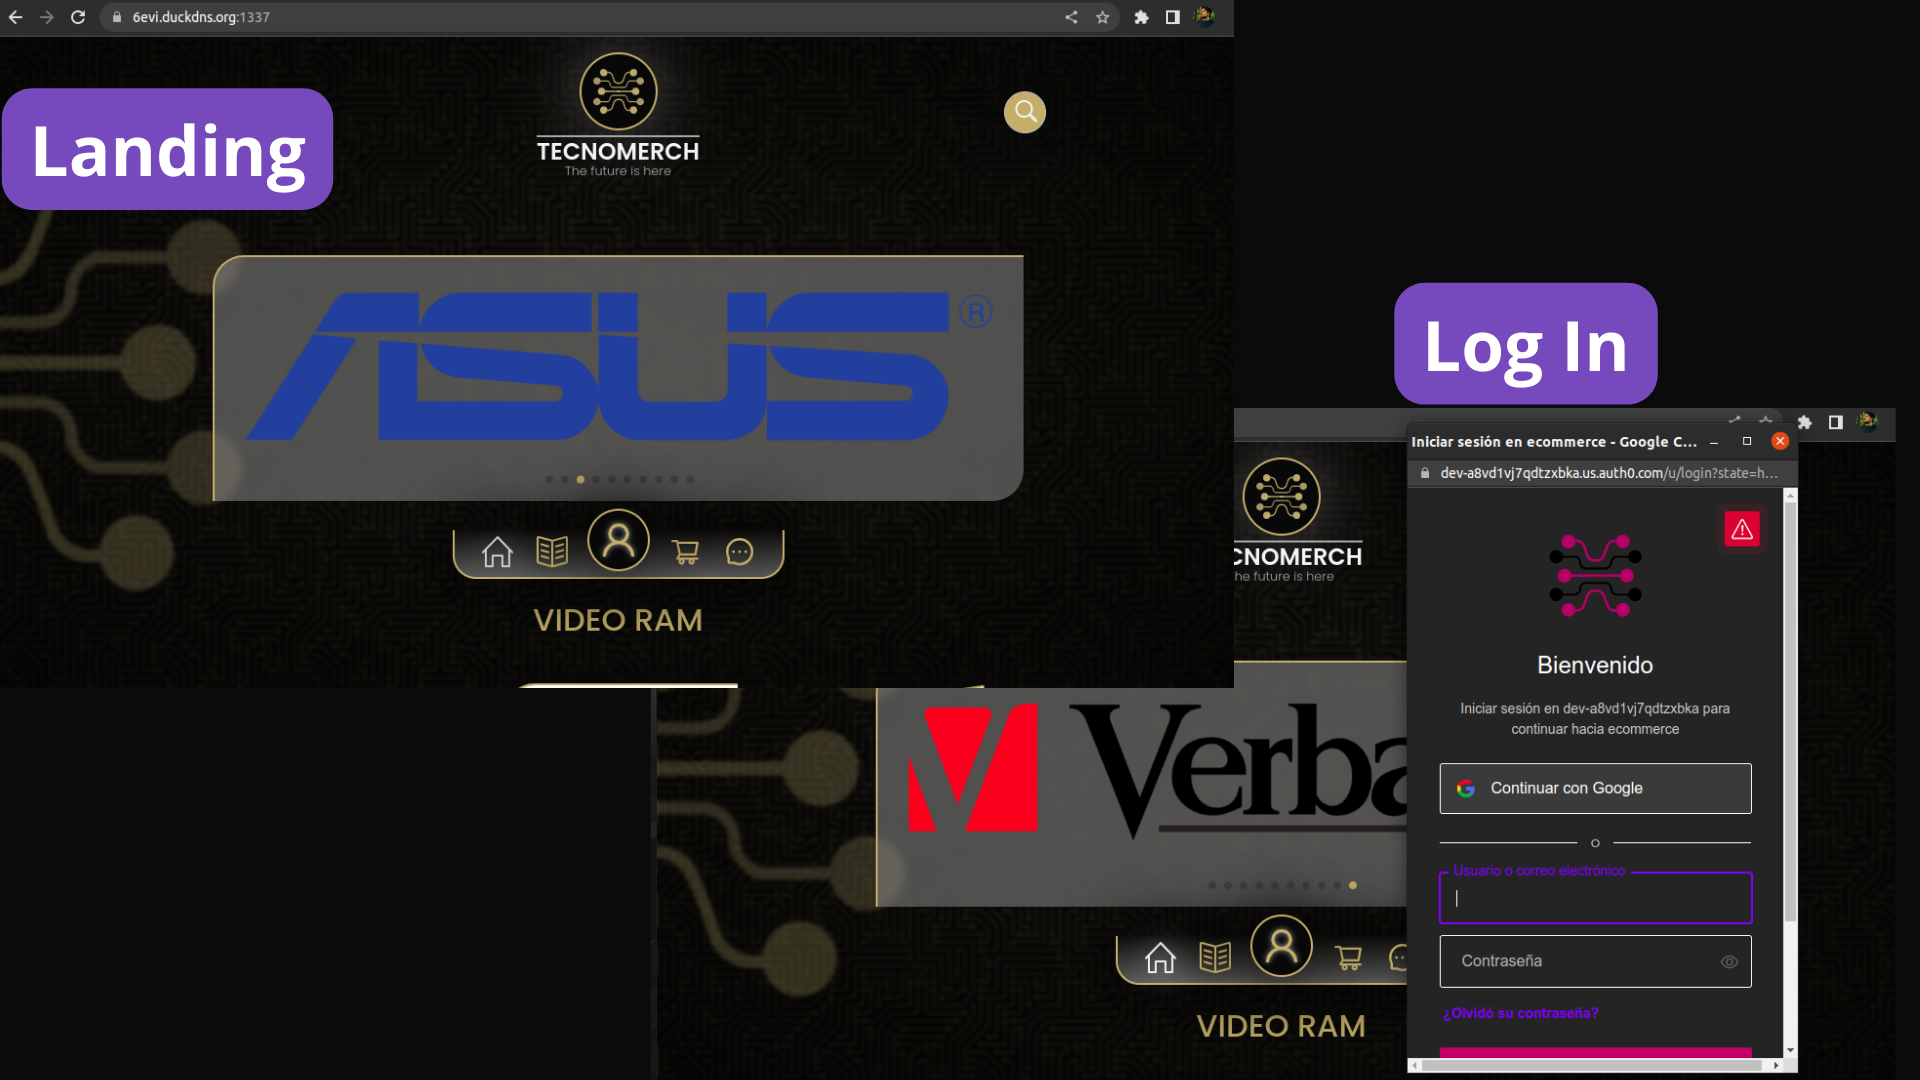 6evi.duckdns.org:1337
TECNOMERCH
The future is here
Landing
ASUS®
VIDEO RAM
Log In
Iniciar sesión en ecommerce - Google C...
dev-a8vd1vj7qdtzxbka.us.auth0.com/u/login?state=h...
CNOMERCH
he future is here
Verba
VIDEO RAM
Bienvenido
Iniciar sesión en dev-a8vd1vj7qdtzxbka para
continuar hacia ecommerce
Continuar con Google
O
Usuario o correo electrónico
Contraseña
¿Olvidó su contraseña?